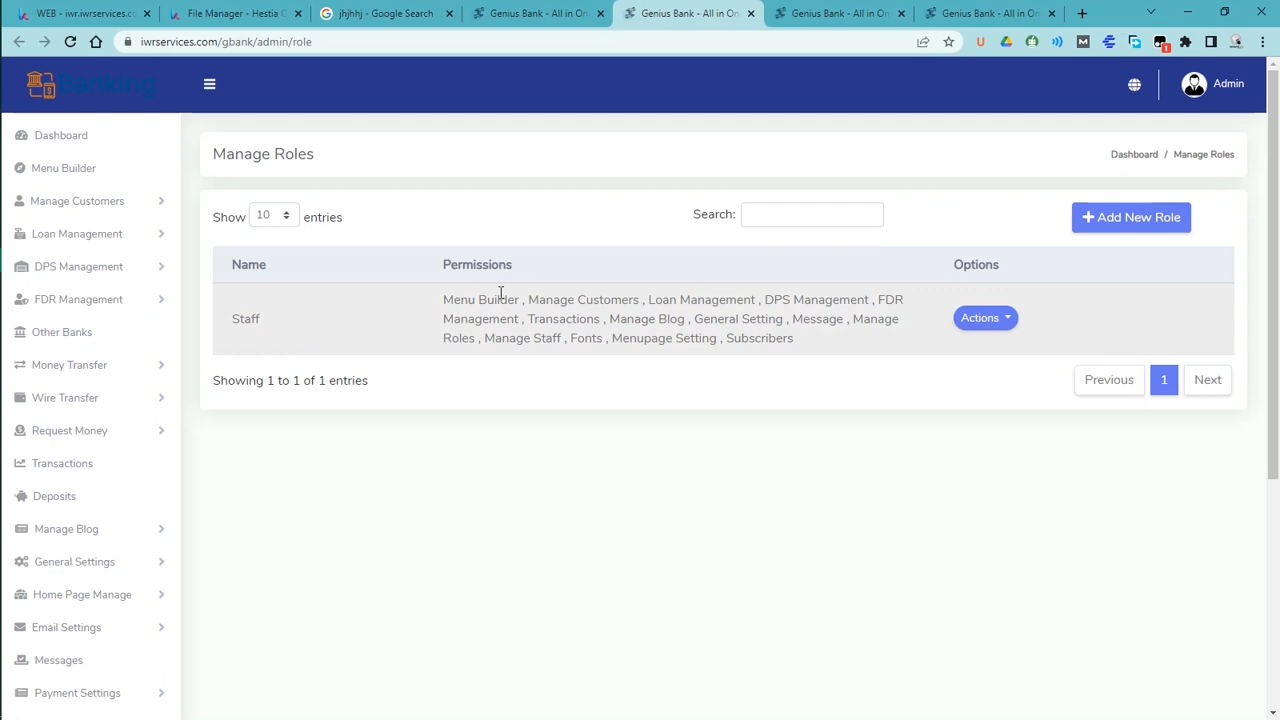 WEB - iwr.iwrservices.co
File Manager - Hestia C
jhjhhj - Google Search
Genius Bank - All in On
Genius Bank - All in On
Genius Bank - All in On
Genius Bank - All in On
iwrservices.com/gbank/admin/role
1
Banking
Admin
Dashboard
Menu Builder
Manage Customers
Loan Management
DPS Management
FDR Management
Other Banks
Money Transfer
Wire Transfer
Request Money
Transactions
Deposits
Manage Blog
General Settings
Home Page Manage
Email Settings
Messages
Payment Settings
Manage Roles
Dashboard / Manage Roles
Show 10 entries
Search:
Add New Role
Name Permissions Options
Staff
Menu Builder , Manage Customers , Loan Management , DPS Management , FDR
Management , Transactions , Manage Blog , General Setting , Message , Manage
Roles , Manage Staff , Fonts , Menupage Setting , Subscribers
Actions
Showing 1 to 1 of 1 entries
Previous 1 Next